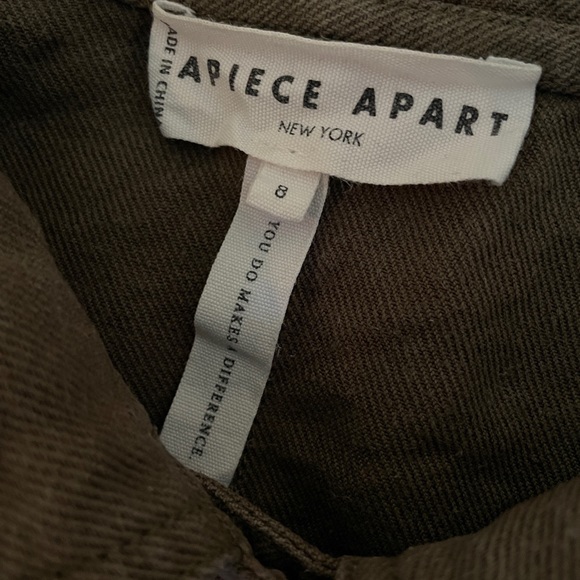 APIECE APART
NEW YORK
ADE IN CHINA
8
YOU DO MAKES A DIFFERENCE.